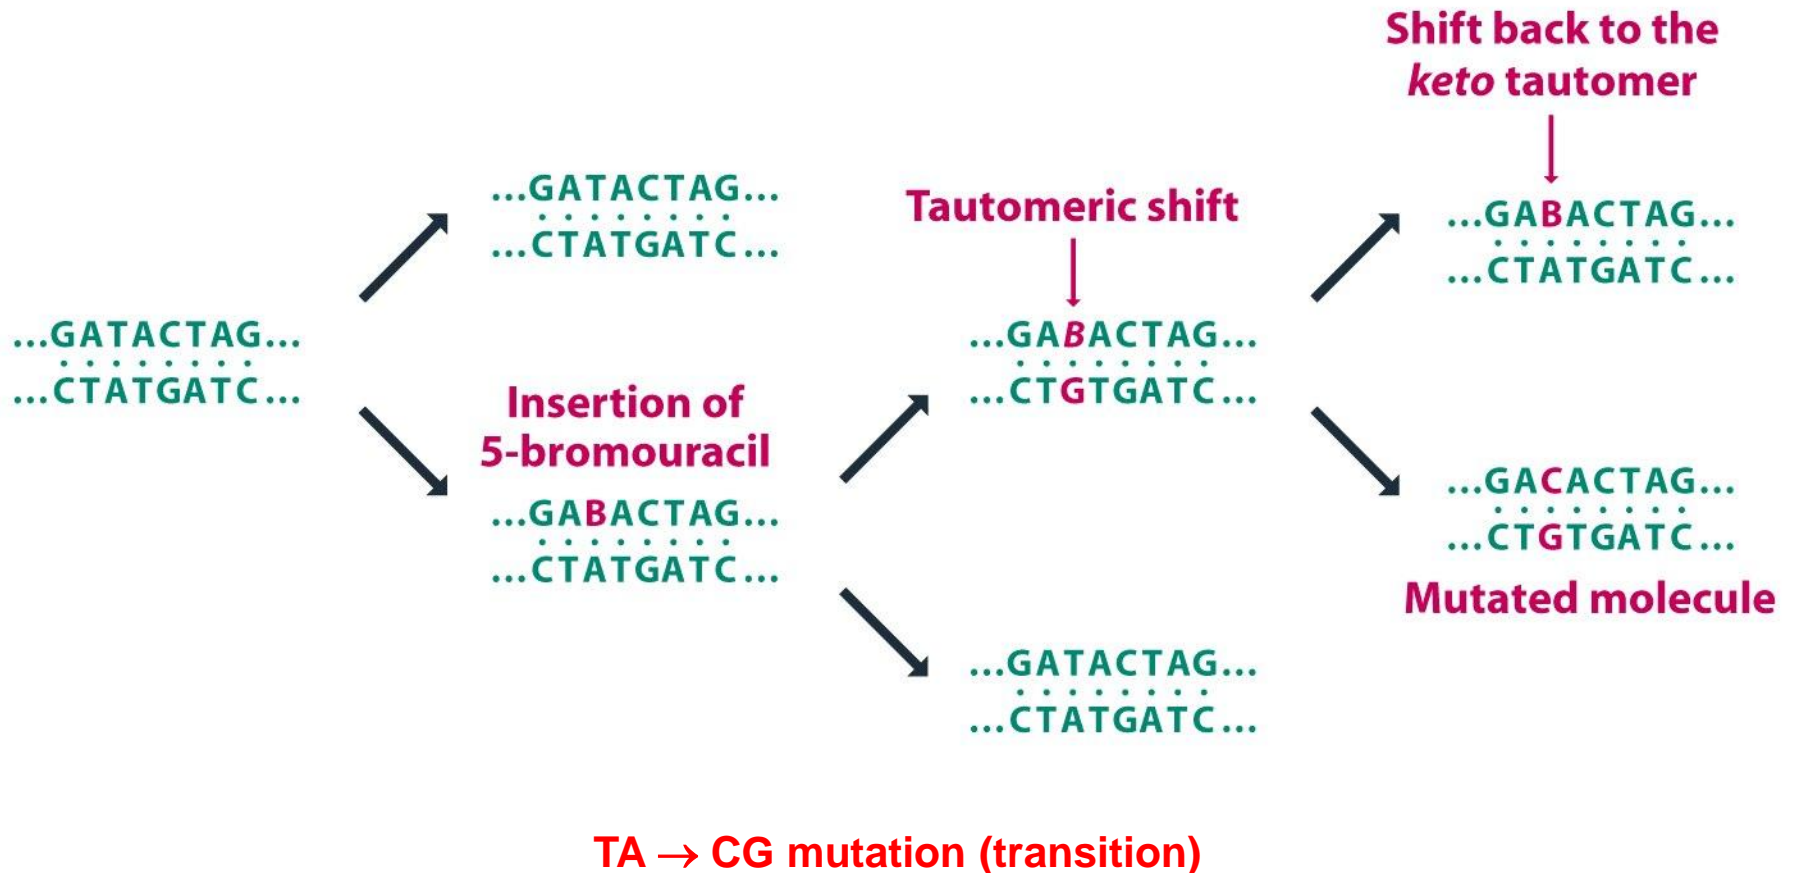 ...GATACTAG...
...CTATGATC...
...GATACTAG...
...CTATGATC...
Insertion of
5-bromouracil
...GABACTAG...
...CTATGATC...
Tautomeric shift
...GABACTAG...
...CTGTGATC...
...GATACTAG...
...CTATGATC...
Shift back to the
keto tautomer
...GABACTAG...
...CTATGATC...
...GACACTAG...
...CTGTGATC...
Mutated molecule
TA → CG mutation (transition)